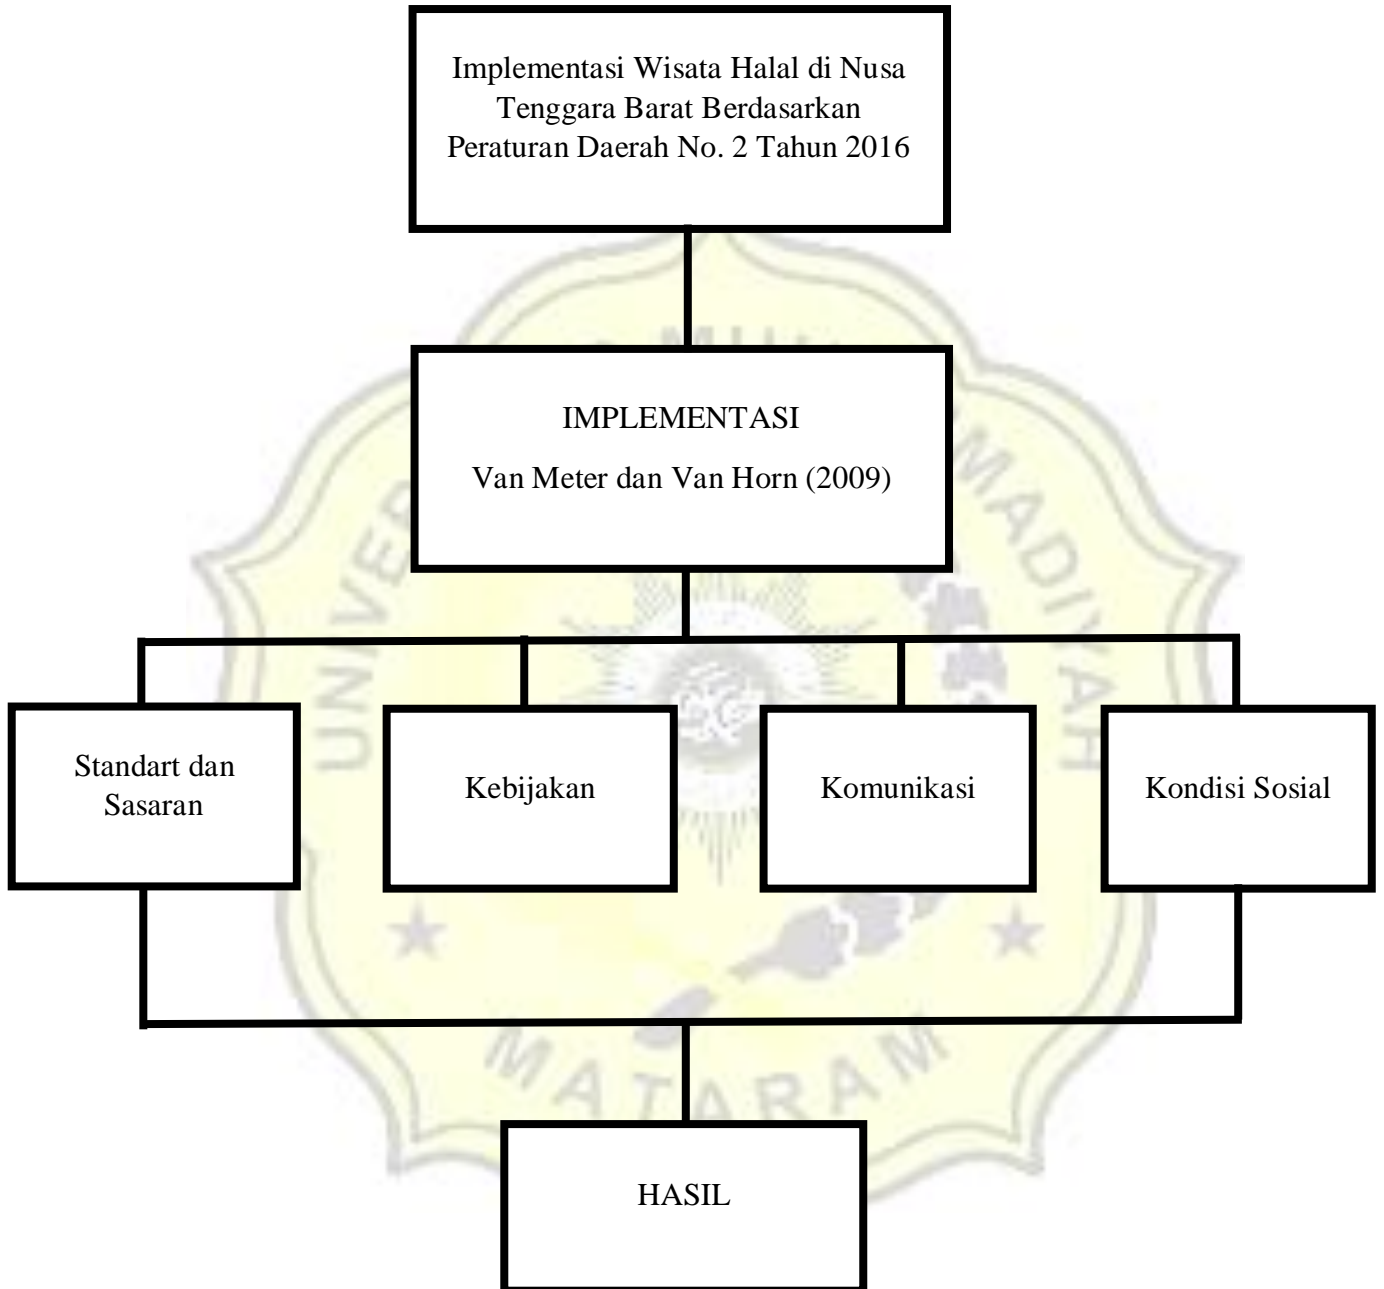 Implementasi Wisata Halal di Nusa
Tenggara Barat Berdasarkan
Peraturan Daerah No. 2 Tahun 2016
IMPLEMENTASI
Van Meter dan Van Horn (2009)
Standart dan
Sasaran
Kebijakan
Komunikasi
Kondisi Sosial
HASIL
MATARAM